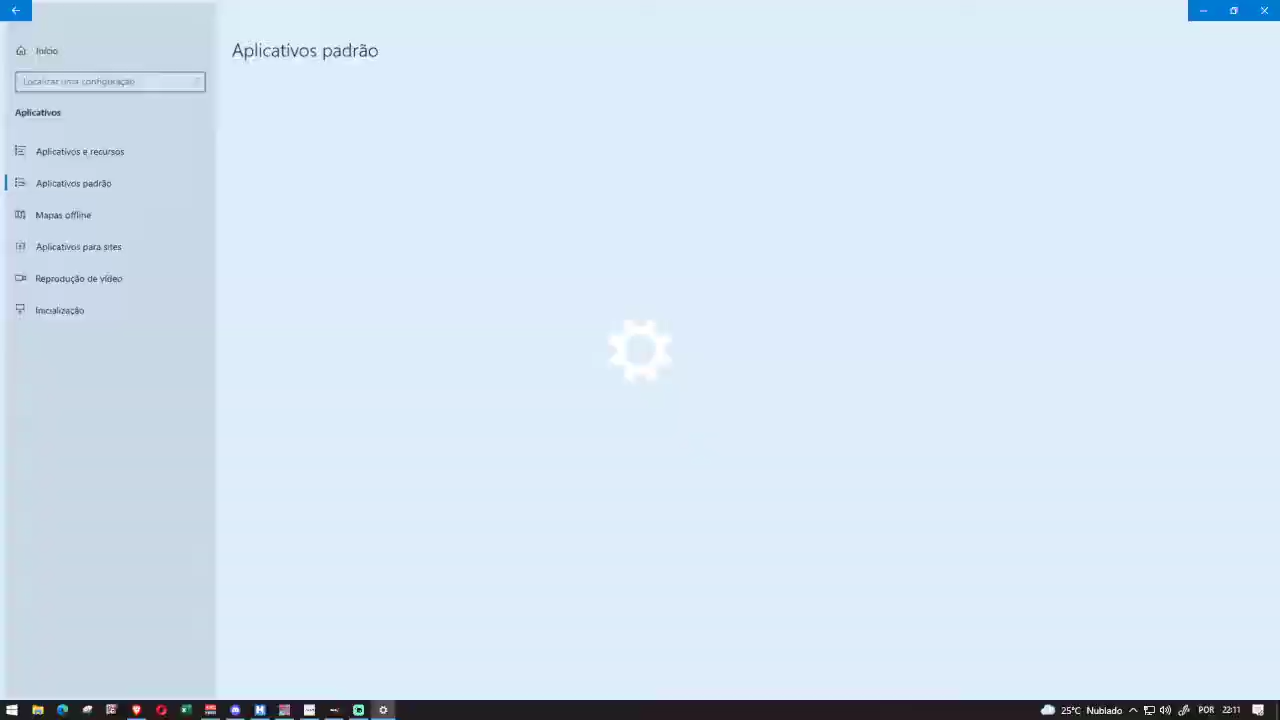 Início
Aplicativos padrão
Localizar uma configuração
Aplicativos
Aplicativos e recursos
Aplicativos padrão
Mapas offline
Aplicativos para sites
Reprodução de vídeo
Inicialização
25°C Nublado
POR
22:11